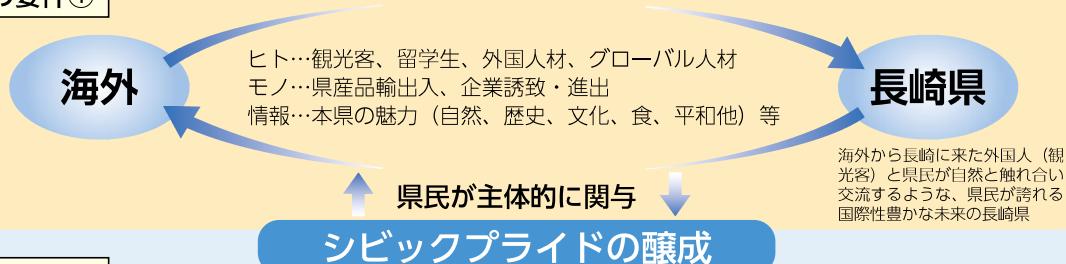 の要件①
海外
ヒト…観光客、留学生、外国人材、グローバル人材
モノ…県産品輸出入、企業誘致・進出
情報…本県の魅力（自然、歴史、文化、食、平和他）等
長崎県
海外から長崎に来た外国人（観
光客）と県民が自然と触れ合い
交流するような、県民が誇れる
国際性豊かな未来の長崎県
県民が主体的に関与
シビックプライドの醸成